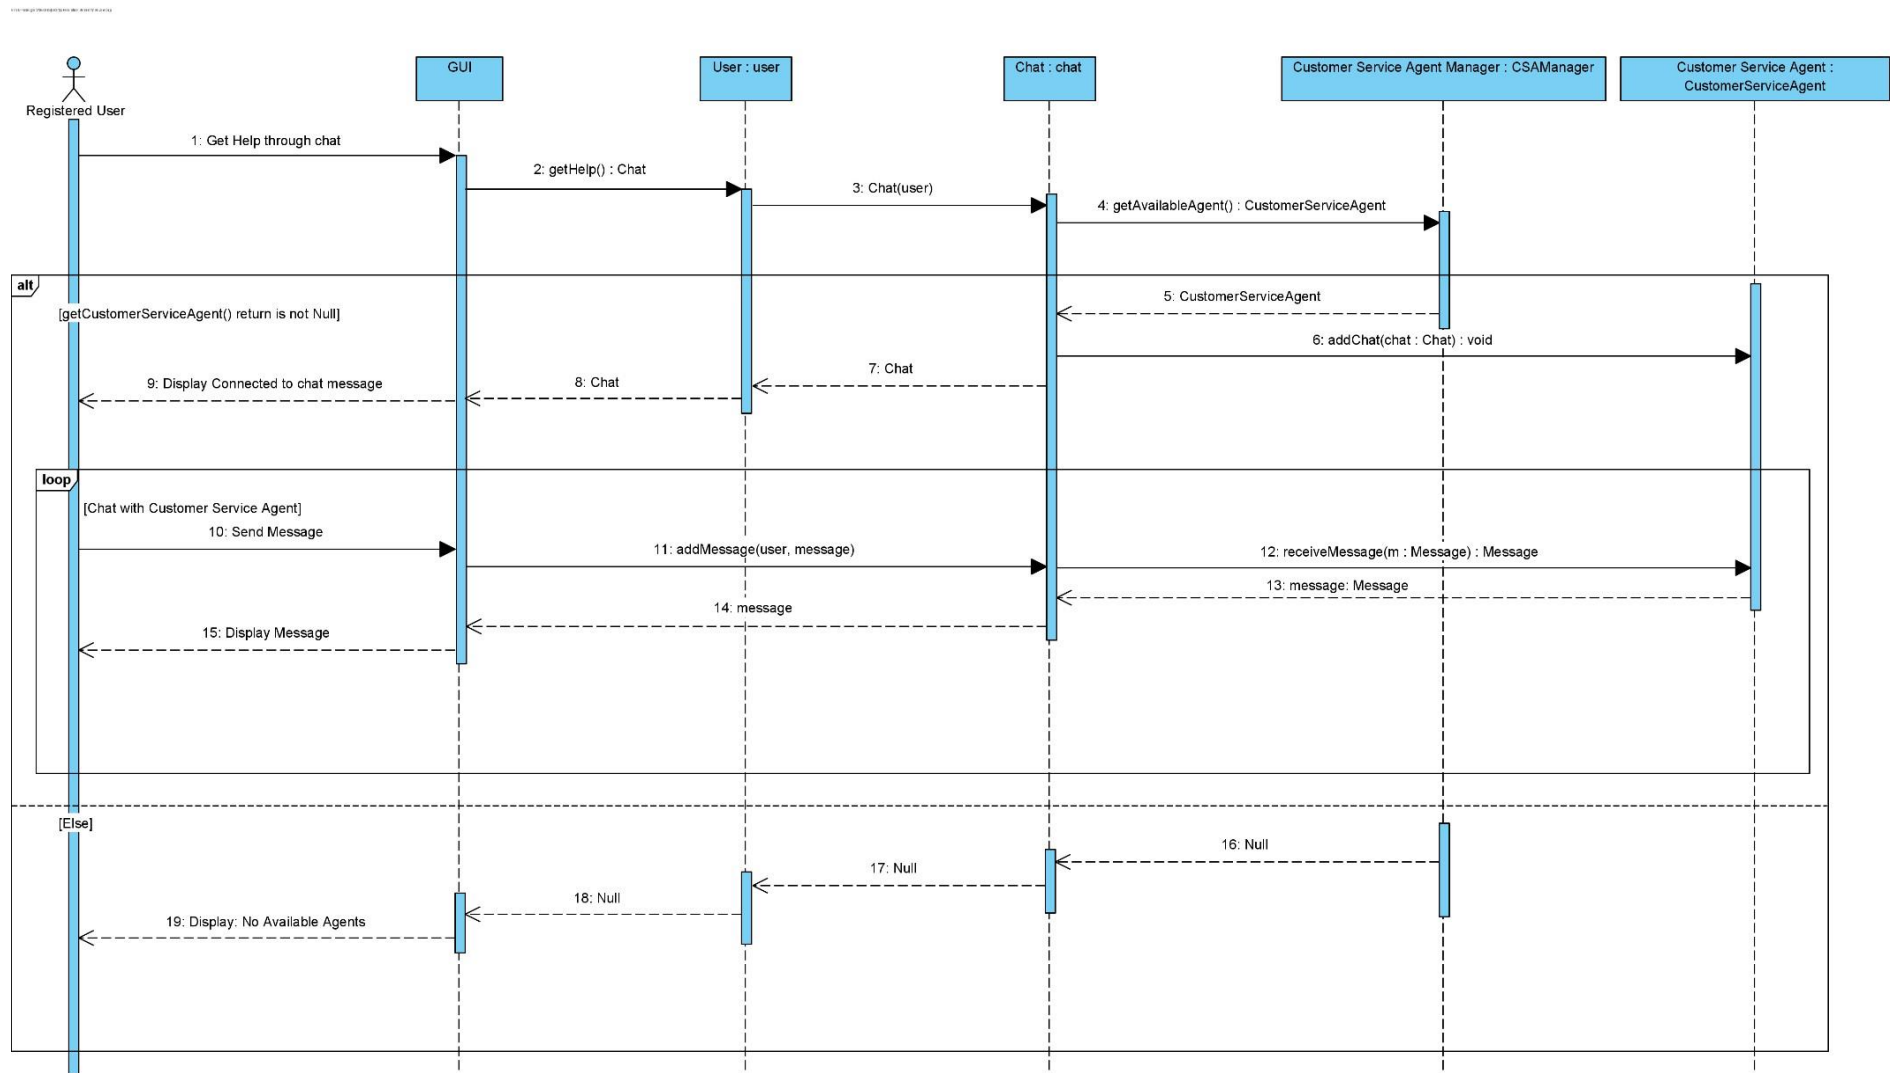 Registered User
GUI
User : user
Chat : chat
Customer Service Agent Manager : CSAManager
Customer Service Agent :
CustomerServiceAgent
1: Get Help through chat
2: getHelp() : Chat
3: Chat(user)
4: getAvailableAgent() : CustomerServiceAgent
alt
[getCustomerServiceAgent() return is not Null]
5: CustomerServiceAgent
6: addChat(chat : Chat) : void
7: Chat
8: Chat
9: Display Connected to chat message
loop
[Chat with Customer Service Agent]
10: Send Message
11: addMessage(user, message)
12: receiveMessage(m : Message) : Message
13: message: Message
14: message
15: Display Message
[Else]
16: Null
17: Null
18: Null
19: Display: No Available Agents